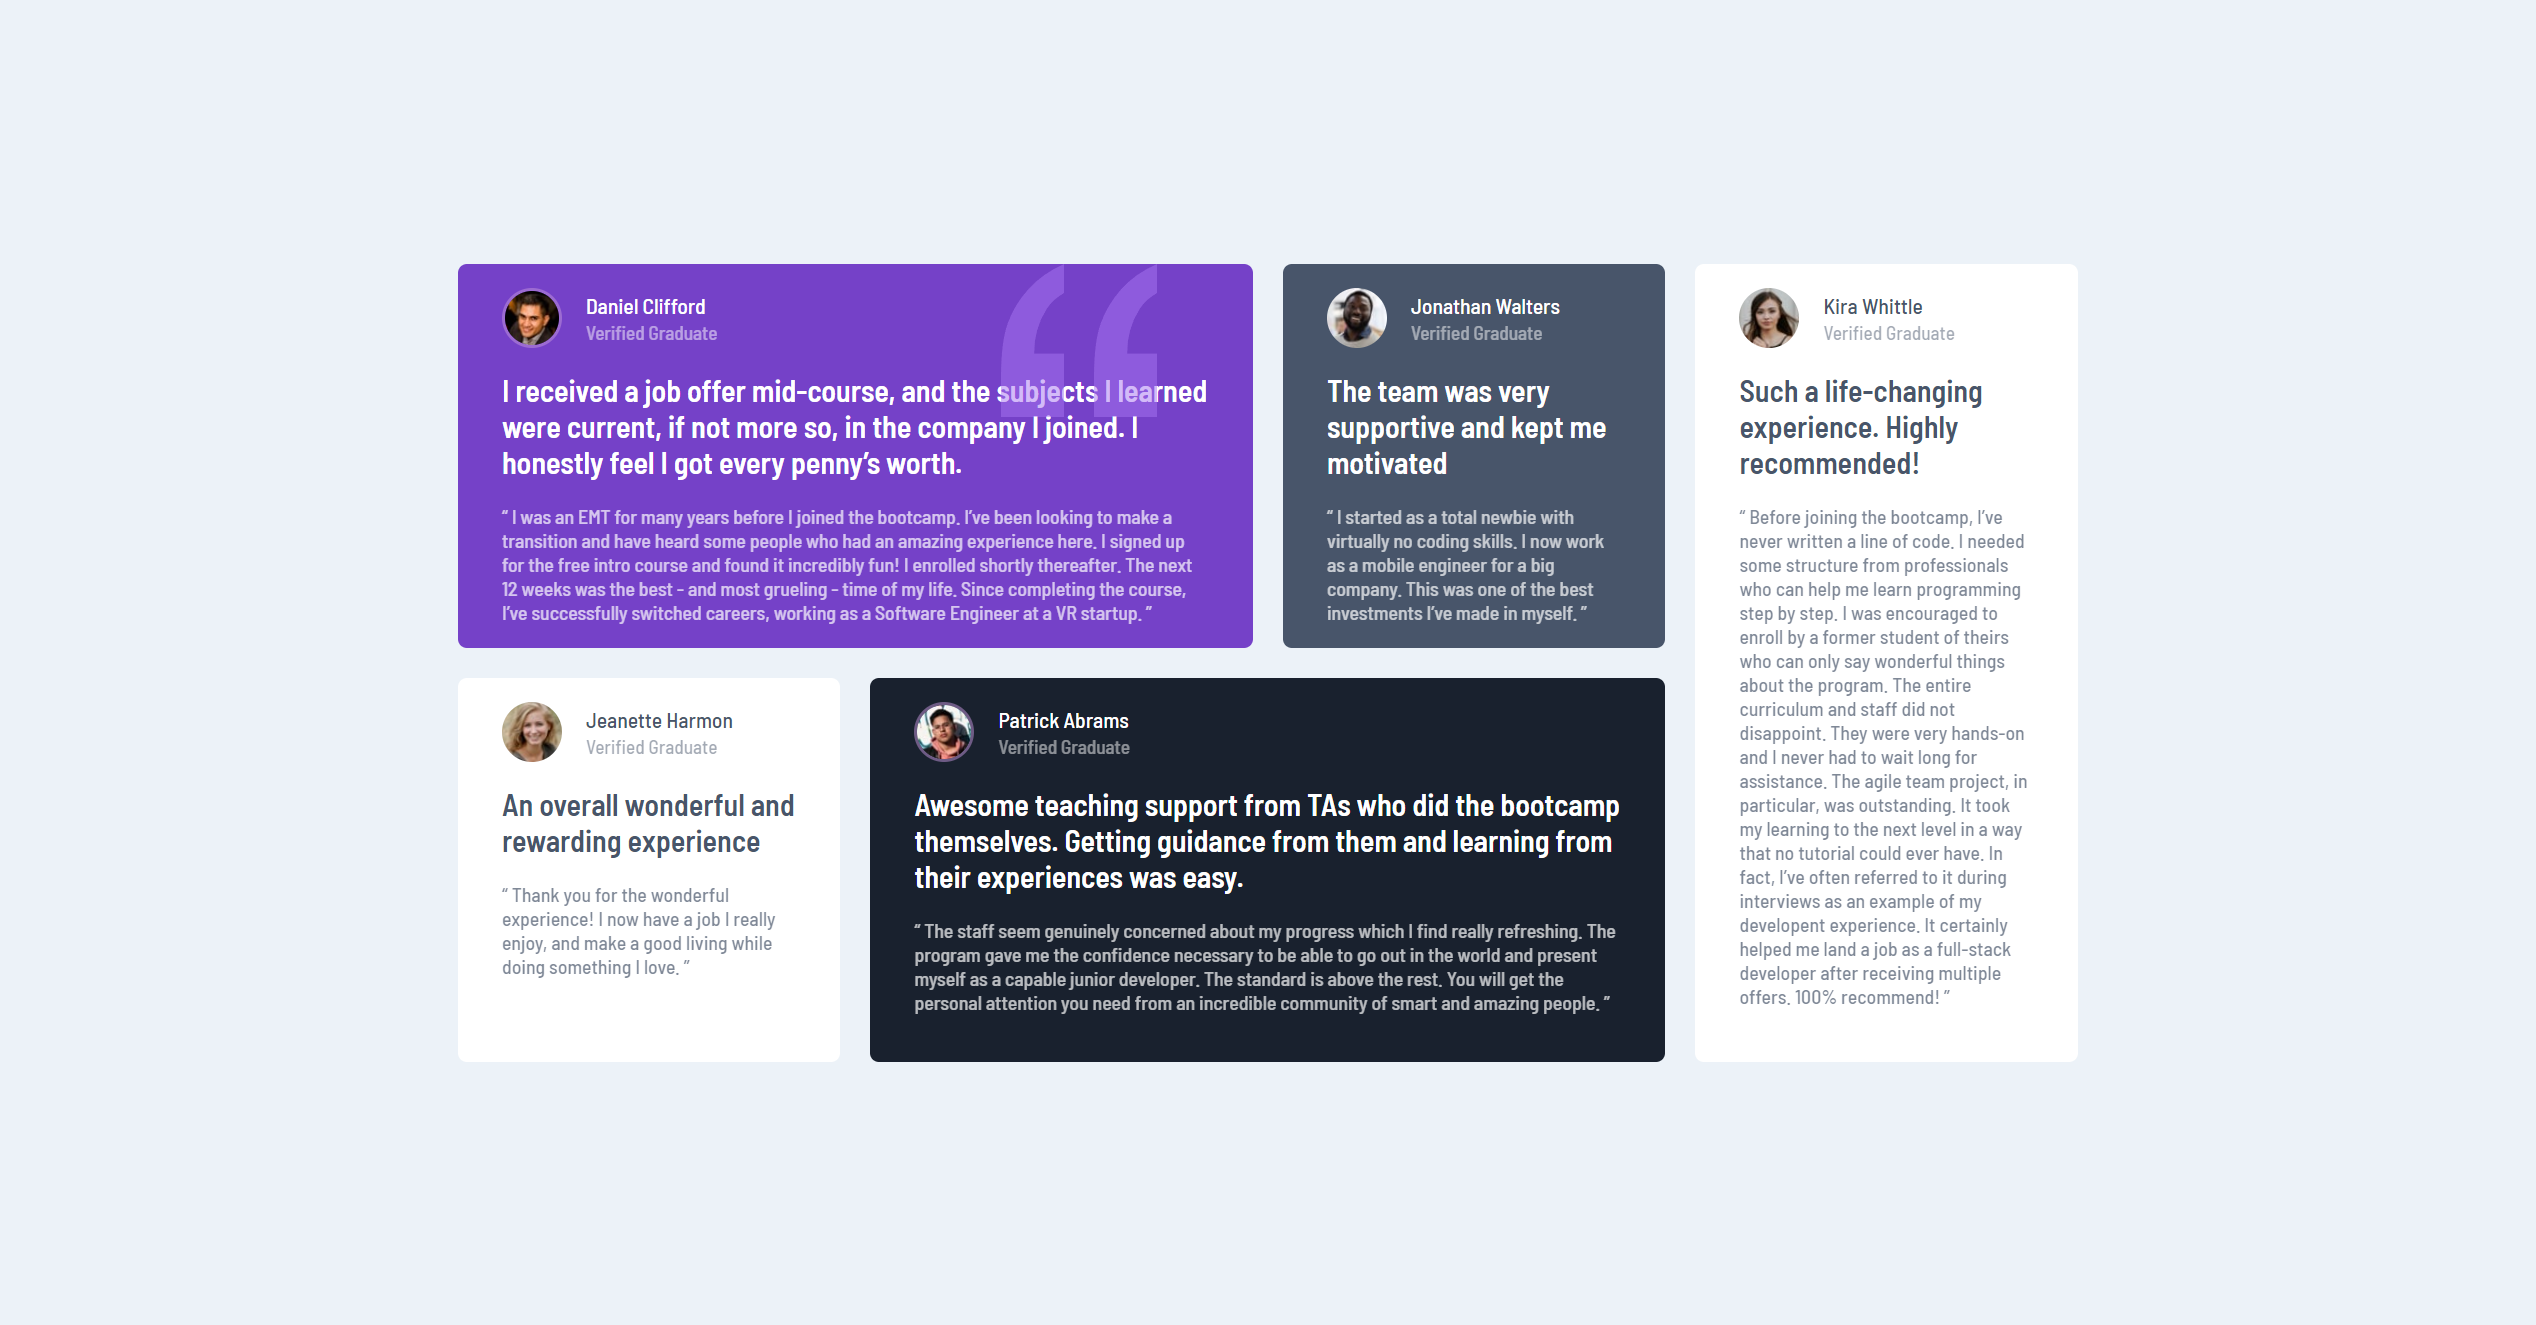 Daniel Clifford
Verified Graduate
I received a job offer mid-course, and the subjects I learned
were current, if not more so, in the company I joined. I
honestly feel I got every penny’s worth.
“ I was an EMT for many years before I joined the bootcamp. I’ve been looking to make a
transition and have heard some people who had an amazing experience here. I signed up
for the free intro course and found it incredibly fun! I enrolled shortly thereafter. The next
12 weeks was the best - and most grueling - time of my life. Since completing the course,
I’ve successfully switched careers, working as a Software Engineer at a VR startup. ”
Jonathan Walters
Verified Graduate
The team was very
supportive and kept me
motivated
“ I started as a total newbie with
virtually no coding skills. I now work
as a mobile engineer for a big
company. This was one of the best
investments I’ve made in myself. ”
Kira Whittle
Verified Graduate
Such a life-changing
experience. Highly
recommended!
“ Before joining the bootcamp, I’ve
never written a line of code. I needed
some structure from professionals
who can help me learn programming
step by step. I was encouraged to
enroll by a former student of theirs
who can only say wonderful things
about the program. The entire
curriculum and staff did not
disappoint. They were very hands-on
and I never had to wait long for
assistance. The agile team project, in
particular, was outstanding. It took
my learning to the next level in a way
that no tutorial could ever have. In
fact, I’ve often referred to it during
interviews as an example of my
developent experience. It certainly
helped me land a job as a full-stack
developer after receiving multiple
offers. 100% recommend! ”
Jeanette Harmon
Verified Graduate
An overall wonderful and
rewarding experience
“ Thank you for the wonderful
experience! I now have a job I really
enjoy, and make a good living while
doing something I love. ”
Patrick Abrams
Verified Graduate
Awesome teaching support from TAs who did the bootcamp
themselves. Getting guidance from them and learning from
their experiences was easy.
“ The staff seem genuinely concerned about my progress which I find really refreshing. The
program gave me the confidence necessary to be able to go out in the world and present
myself as a capable junior developer. The standard is above the rest. You will get the
personal attention you need from an incredible community of smart and amazing people. ”